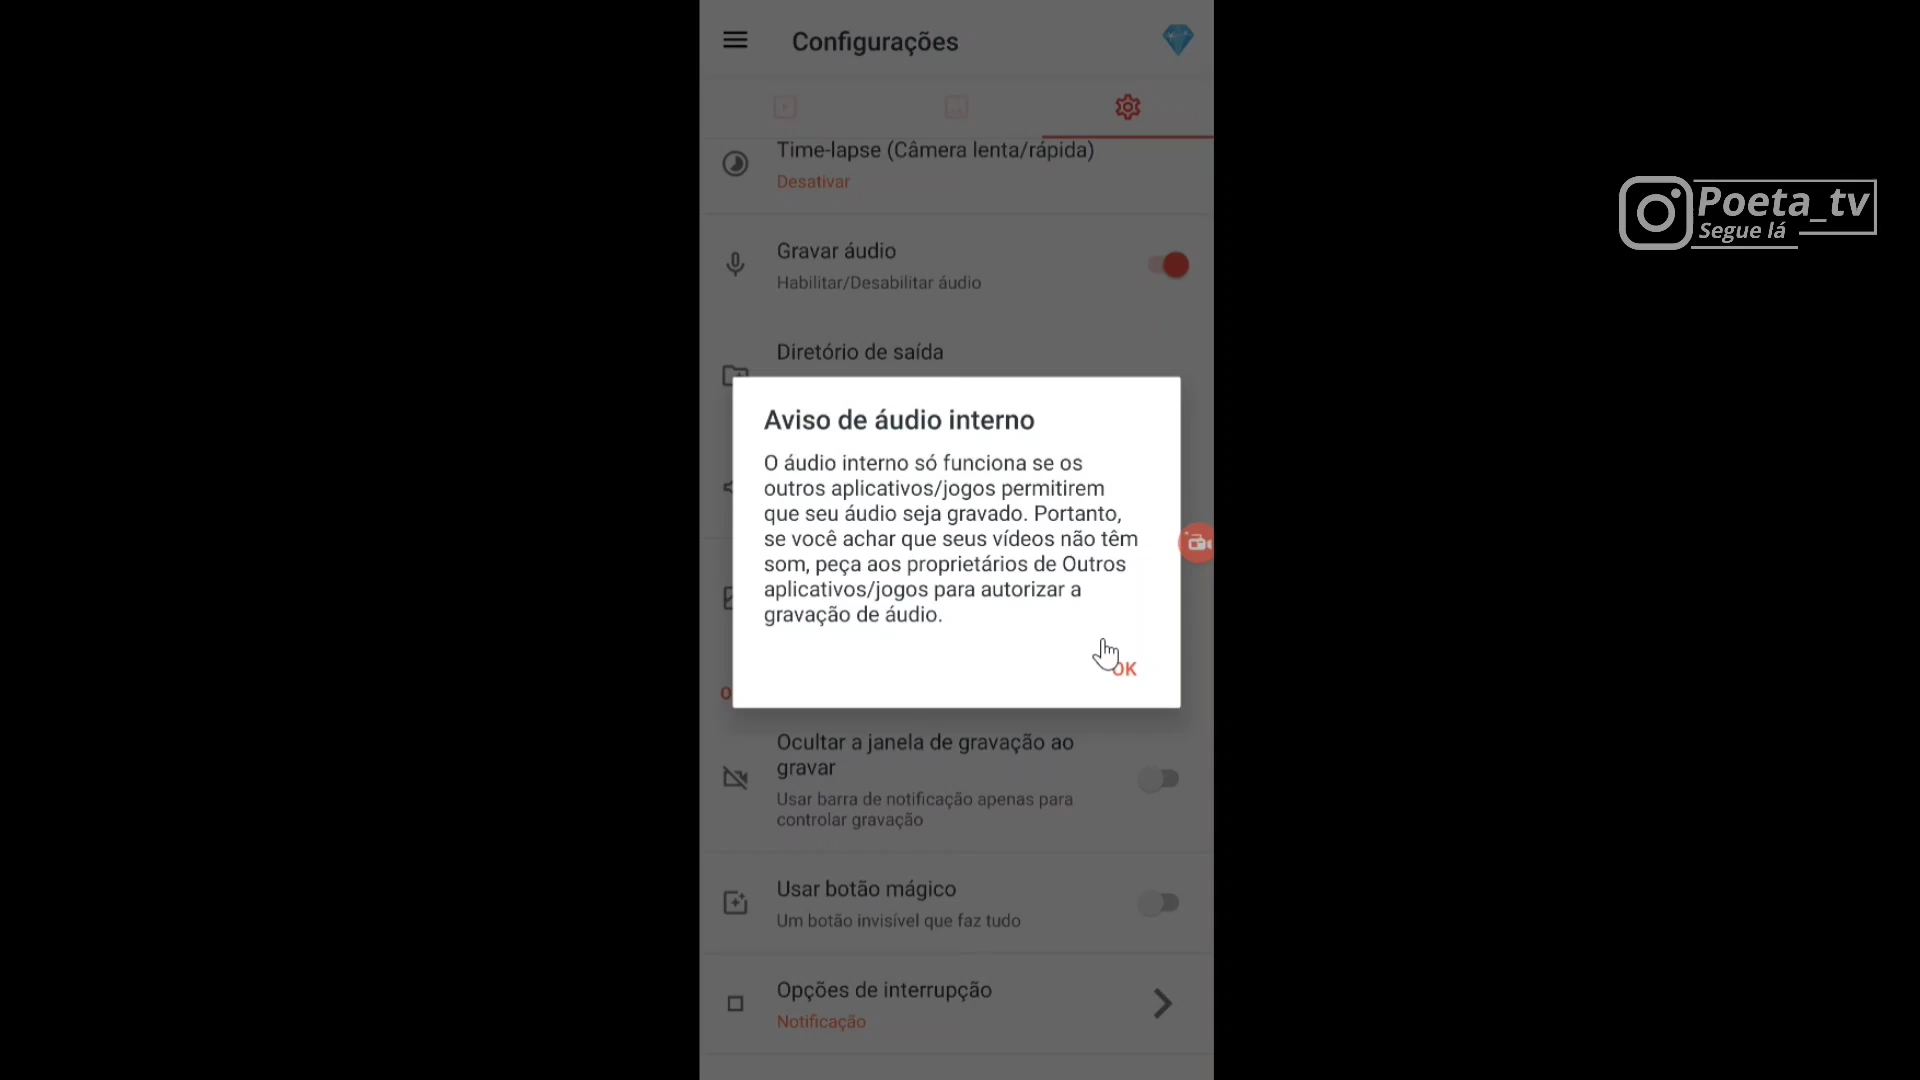 Configurações
Time-lapse (Câmera lenta/rápida)
Desativar
Gravar áudio
Habilitar/Desabilitar áudio
Diretório de saída
Aviso de áudio interno
O áudio interno só funciona se os
outros aplicativos/jogos permitirem
que seu áudio seja gravado. Portanto,
se você achar que seus vídeos não têm
som, peça aos proprietários de Outros
aplicativos/jogos para autorizar a
gravação de áudio.
OK
Ocultar a janela de gravação ao
gravar
Usar barra de notificação apenas para
controlar gravação
Usar botão mágico
Um botão invisível que faz tudo
Opções de interrupção
Notificação
Poeta_tv
Segue lá